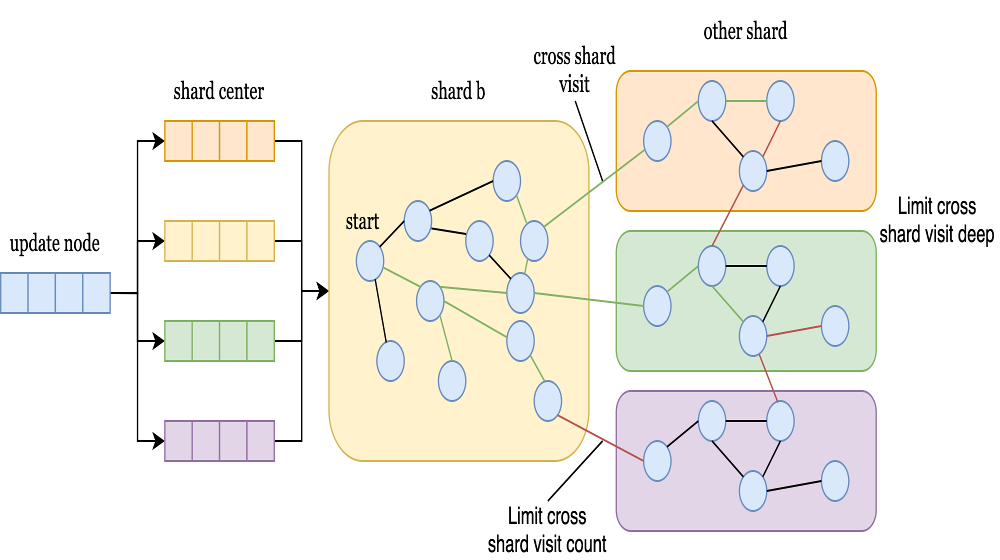 other shard
cross shard
visit
shard center
shard b
Limit cross
shard visit deep
start
update node
Limit cross
shard visit count